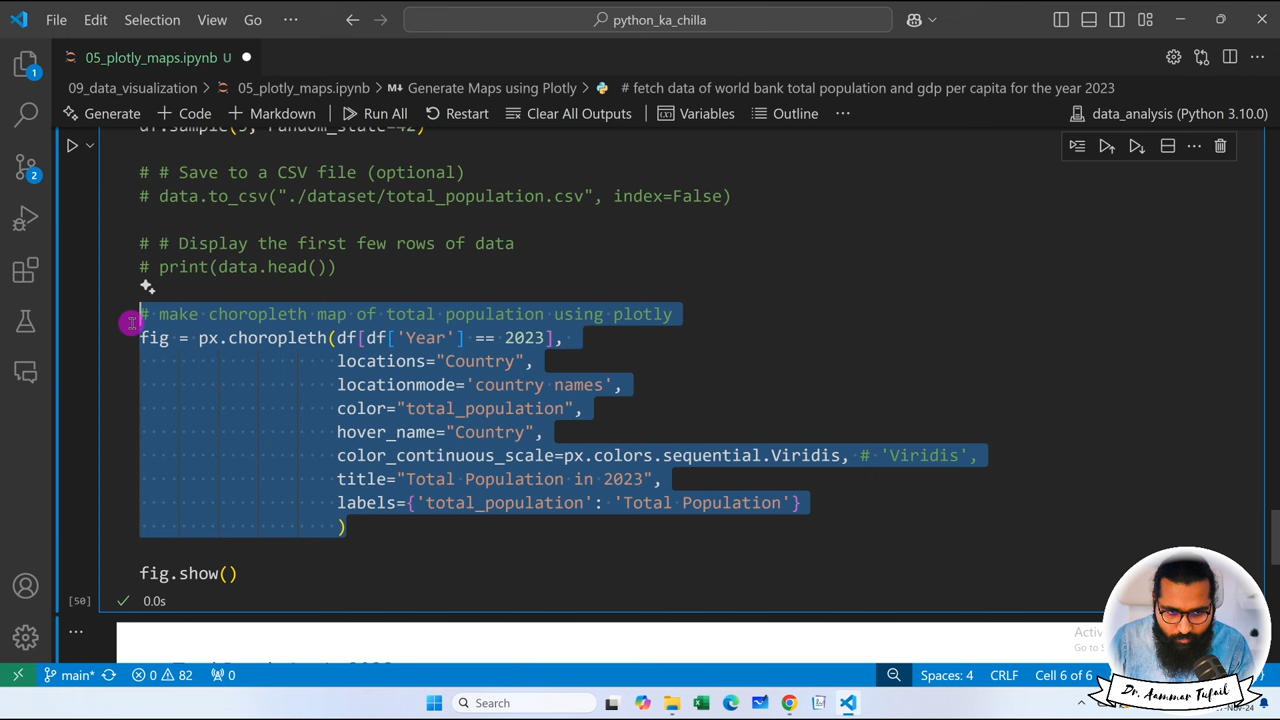 File Edit Selection View Go ··· python_ka_chilla
05_plotly_maps.ipynb U
09_data_visualization > 05_plotly_maps.ipynb > M↓ Generate Maps using Plotly > # fetch data of world bank total population and gdp per capita for the year 2023
Generate + Code + Markdown Run All Restart Clear All Outputs Variables Outline ··· data_analysis (Python 3.10.0)
df.sample(5, random_state=42)
# # Save to a CSV file (optional)
# data.to_csv("./dataset/total_population.csv", index=False)
# # Display the first few rows of data
# print(data.head())
# make choropleth map of total population using plotly
fig = px.choropleth(df[df['Year'] == 2023],
locations="Country",
locationmode='country names',
color="total_population",
hover_name="Country",
color_continuous_scale=px.colors.sequential.Viridis, # 'Viridis',
title="Total Population in 2023",
labels={'total_population': 'Total Population'}
)
fig.show()
[50] 0.0s
1
2
main* 0 82 0 Spaces: 4 CRLF Cell 6 of 6
Search
Dr. Aammar Tufail